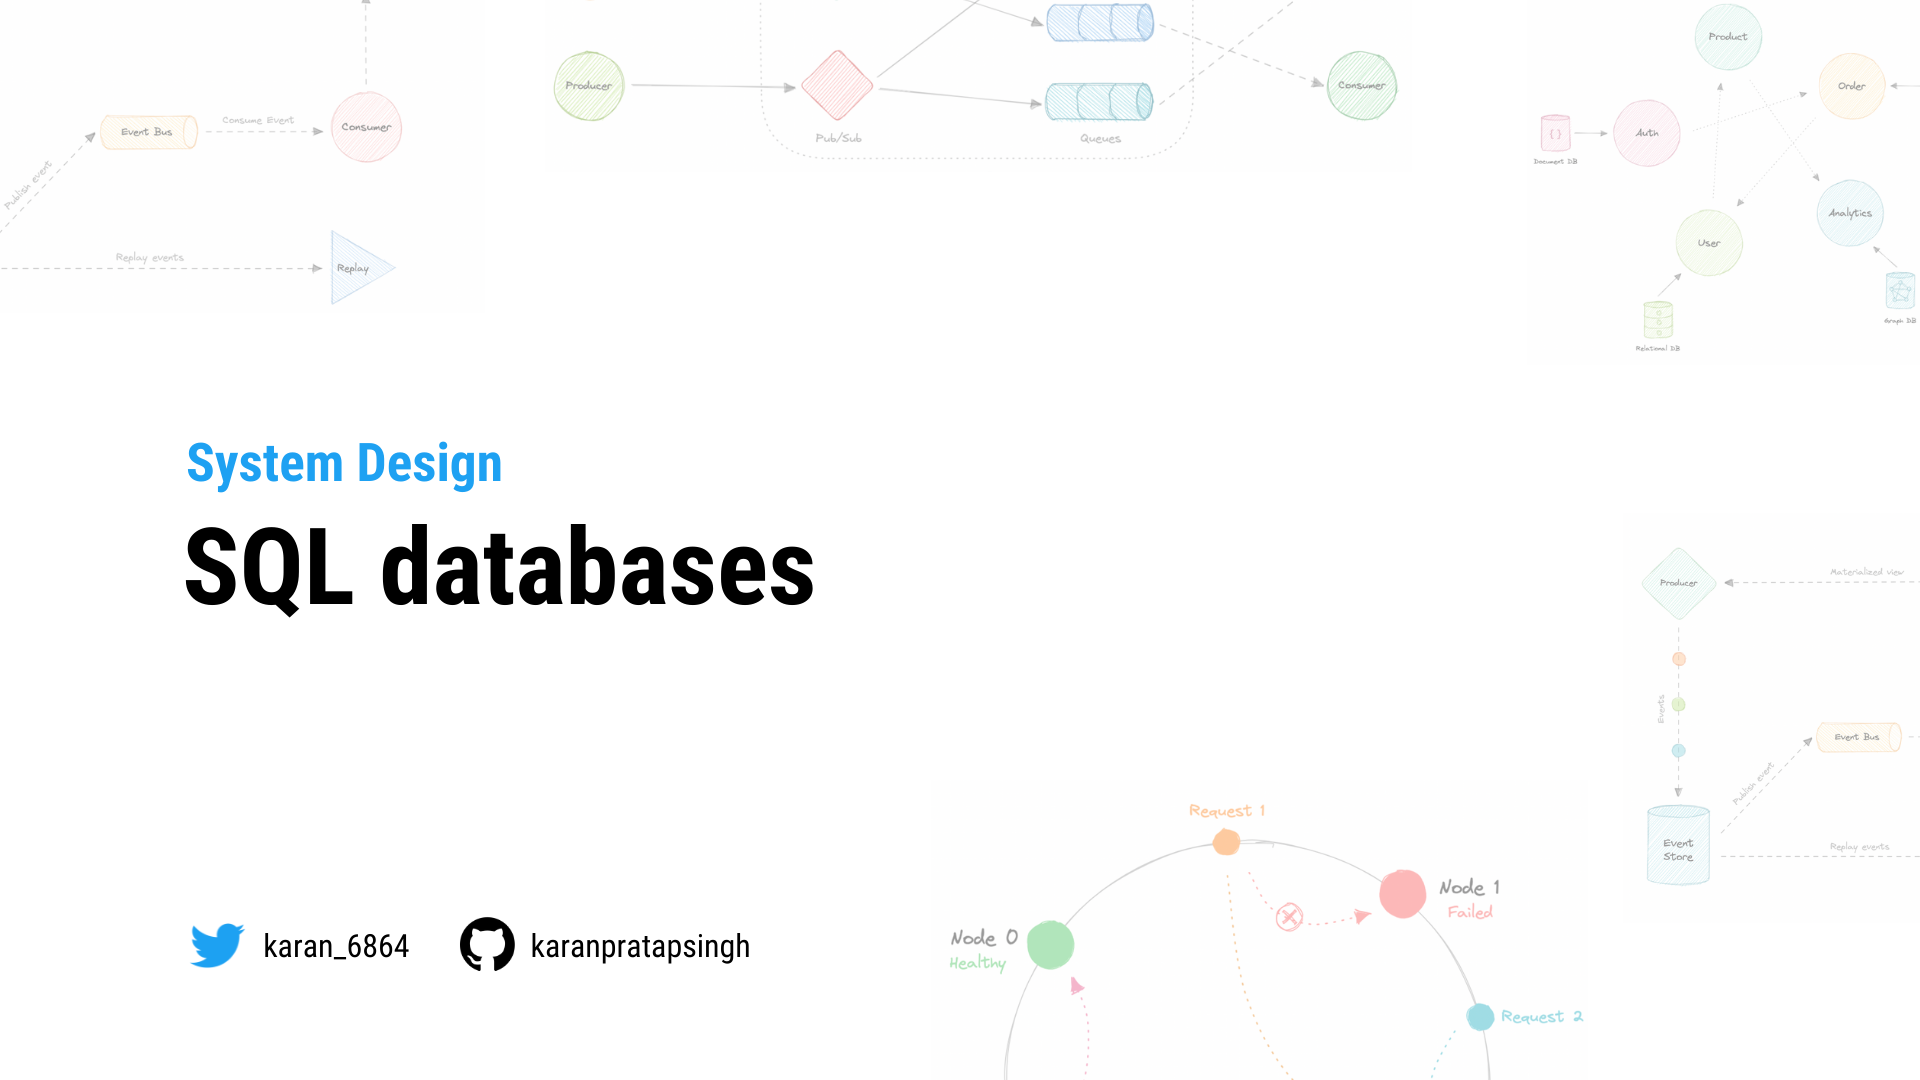 Publish event
Event Bus
Consume Event
Consumer
Replay events
Replay
Producer
Pub/Sub
Queues
Consumer
Product
Order
Auth
{ }
Document DB
Analytics
User
Graph DB
Relational DB
System Design
SQL databases
Producer
Materialized view
Events
Event Bus
Publish event
Event
Store
Replay events
Request 1
Node 1
Failed
Node 0
Healthy
Request 2
karan_6864
karanpratapsingh